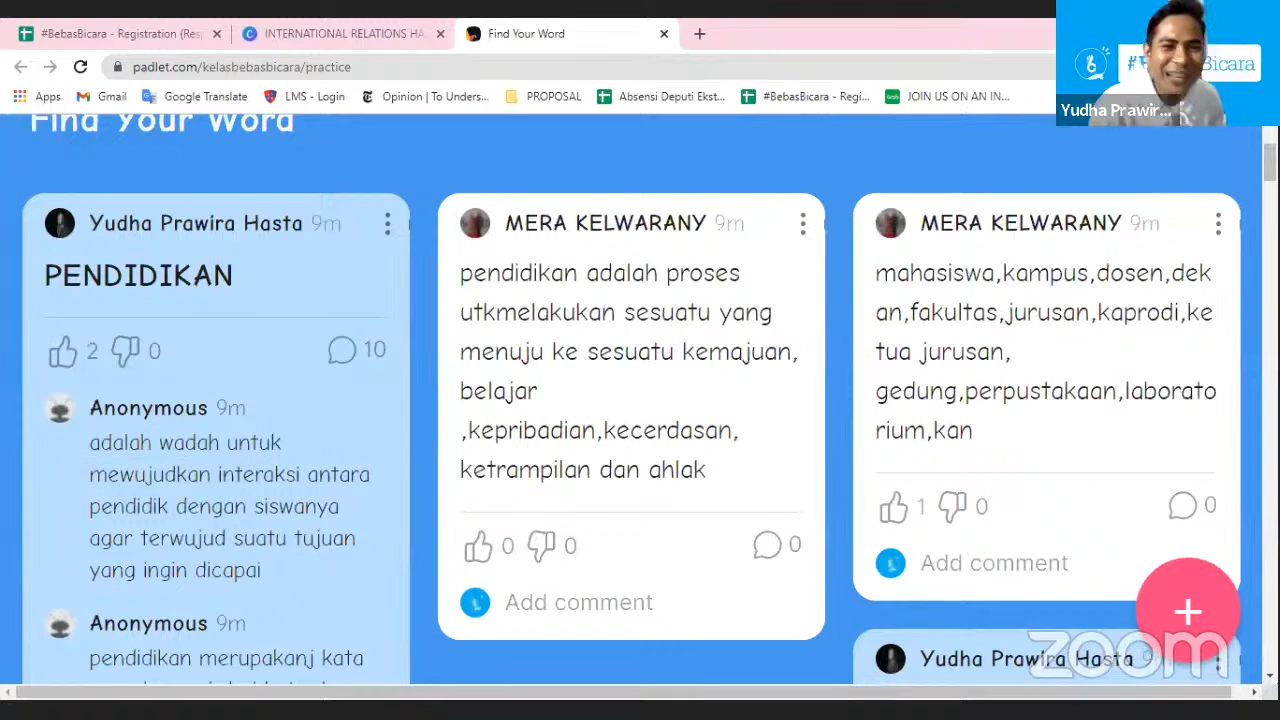 #BebasBicara - Registration (Res
INTERNATIONAL RELATIONS HA
Find Your Word
padlet.com/kelasbebasbicara/practice
Apps
Gmail
Google Translate
LMS - Login
Opinion | To Unders...
PROPOSAL
Absensi Deputi Ekst...
#BebasBicara - Regi...
JOIN US ON AN IN...
Bicara
Yudha Prawir...
Find Your Word
Yudha Prawira Hasta 9m
PENDIDIKAN
2 0 10
Anonymous 9m
adalah wadah untuk
mewujudkan interaksi antara
pendidik dengan siswanya
agar terwujud suatu tujuan
yang ingin dicapai
Anonymous 9m
pendidikan merupakanj kata
MERA KELWARANY 9m
pendidikan adalah proses
utkmelakukan sesuatu yang
menuju ke sesuatu kemajuan,
belajar
,kepribadian,kecerdasan,
ketrampilan dan ahlak
0 0 0
Add comment
MERA KELWARANY 9m
mahasiswa,kampus,dosen,dek
an,fakultas,jurusan,kaprodi,ke
tua jurusan,
gedung,perpustakaan,laborato
rium,kan
1 0 0
Add comment
Yudha Prawira Hasta
zoom